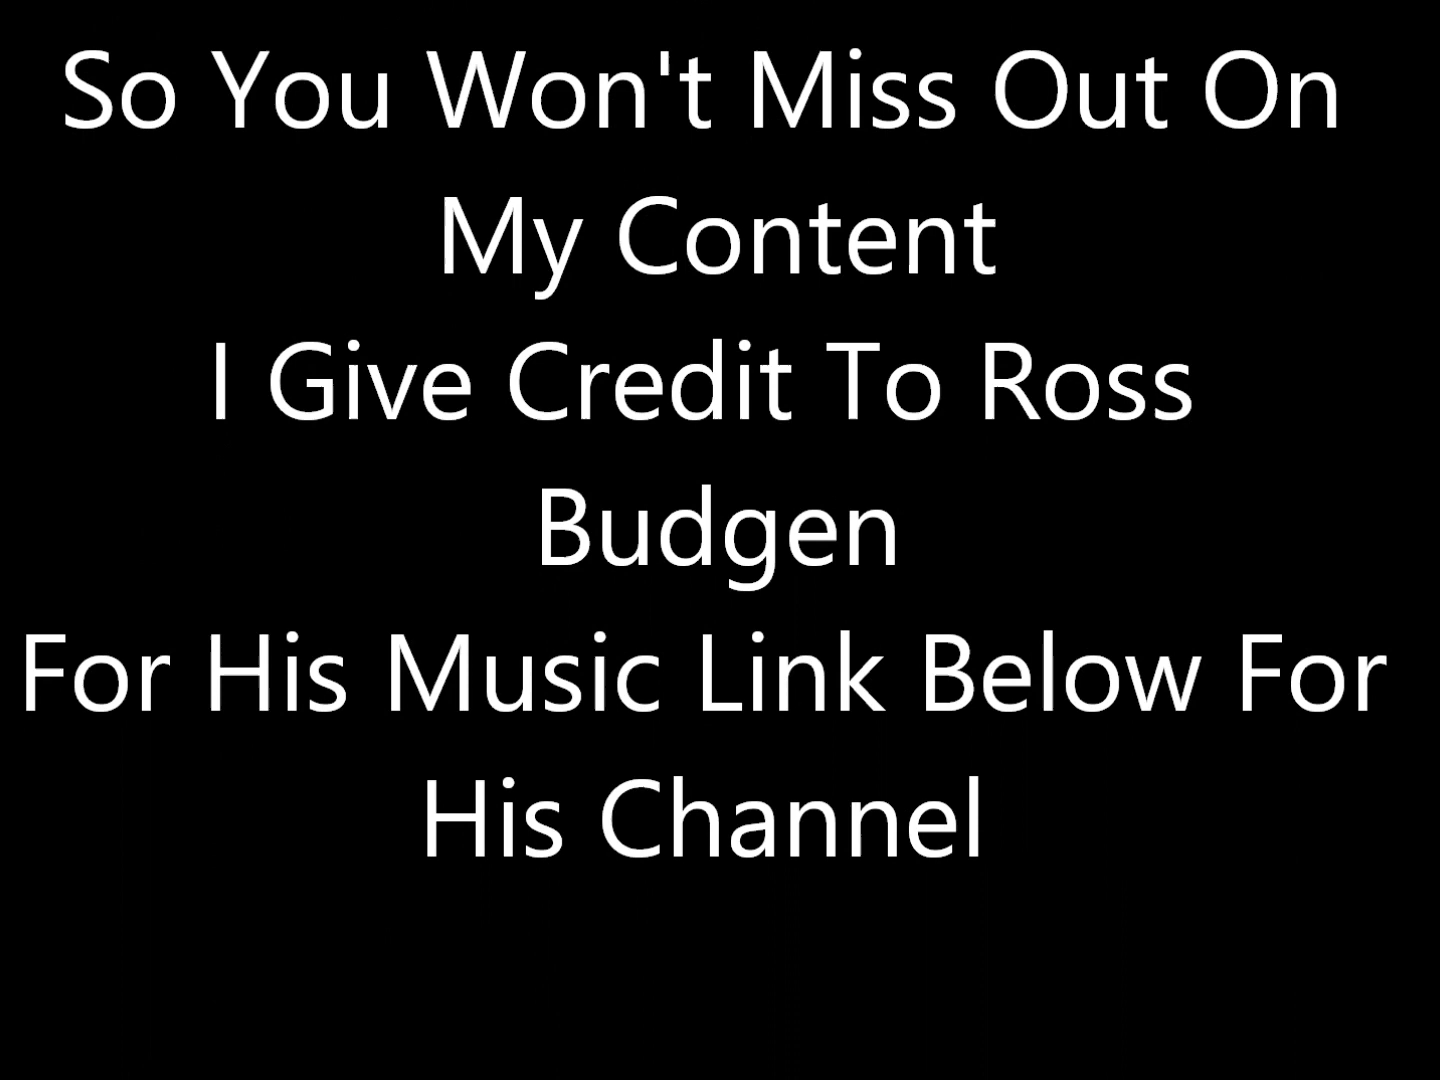 So You Won't Miss Out On
My Content
I Give Credit To Ross
Budgen
For His Music Link Below For
His Channel